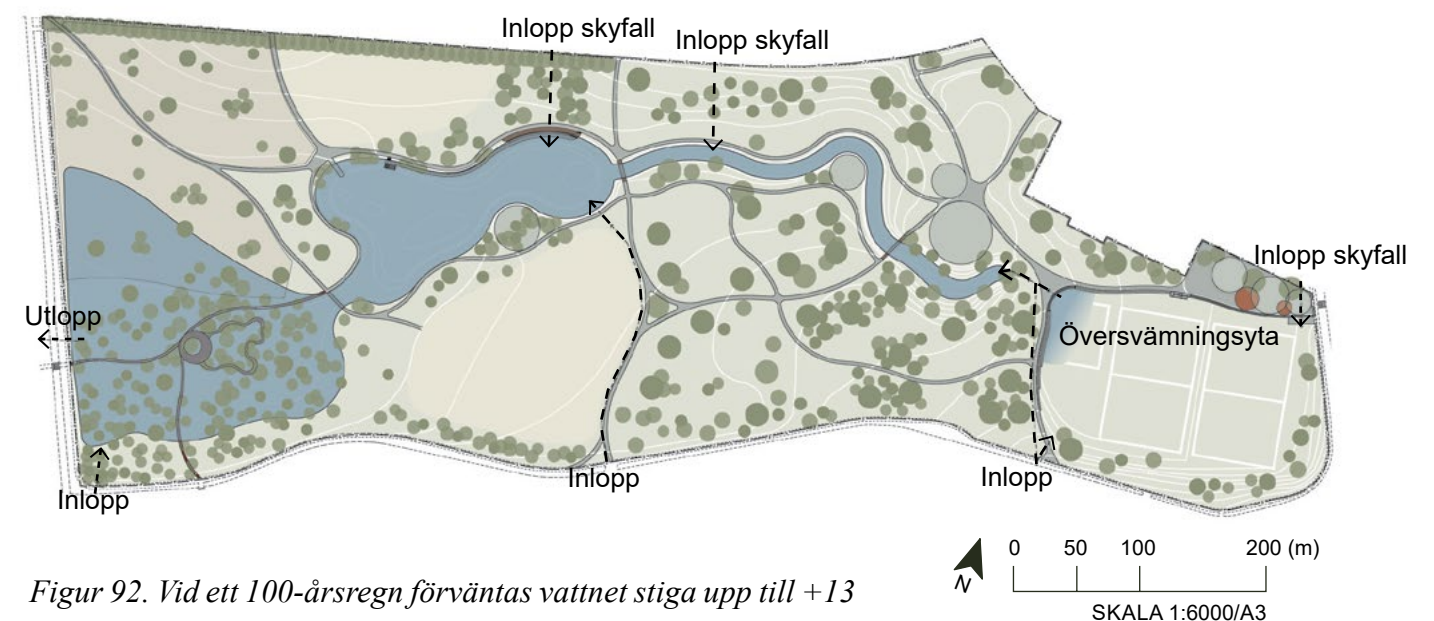 Inlopp skyfall
Inlopp skyfall
Inlopp skyfall
Utlopp
Översvämningsyta
Inlopp
Inlopp
Inlopp
0 50 100 200 (m)
N
SKALA 1:6000/A3
Figur 92. Vid ett 100-årsregn förväntas vattnet stiga upp till +13